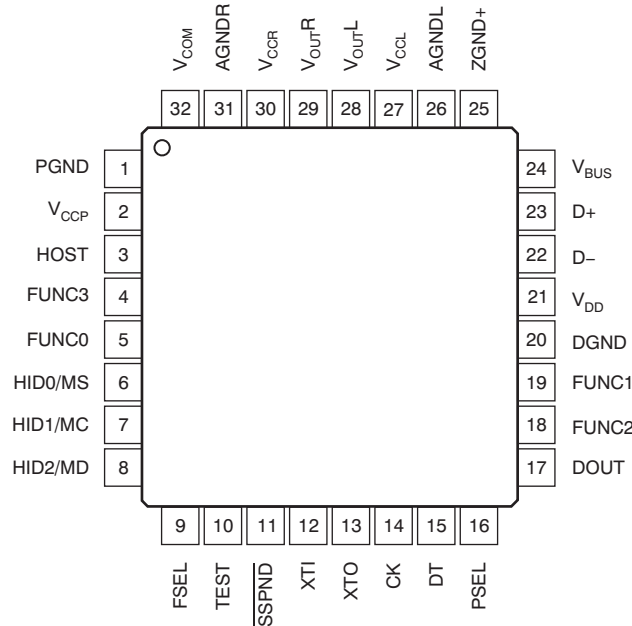 VCOM AGNDR VCCR VOUTR VOUTL VCCL AGNDL ZGND+
32 31 30 29 28 27 26 25
PGND 1 24 VBUS
VCCP 2 23 D+
HOST 3 22 D−
FUNC3 4 21 VDD
FUNC0 5 20 DGND
HID0/MS 6 19 FUNC1
HID1/MC 7 18 FUNC2
HID2/MD 8 17 DOUT
9 10 11 12 13 14 15 16
FSEL TEST SSPND XTI XTO CK DT PSEL